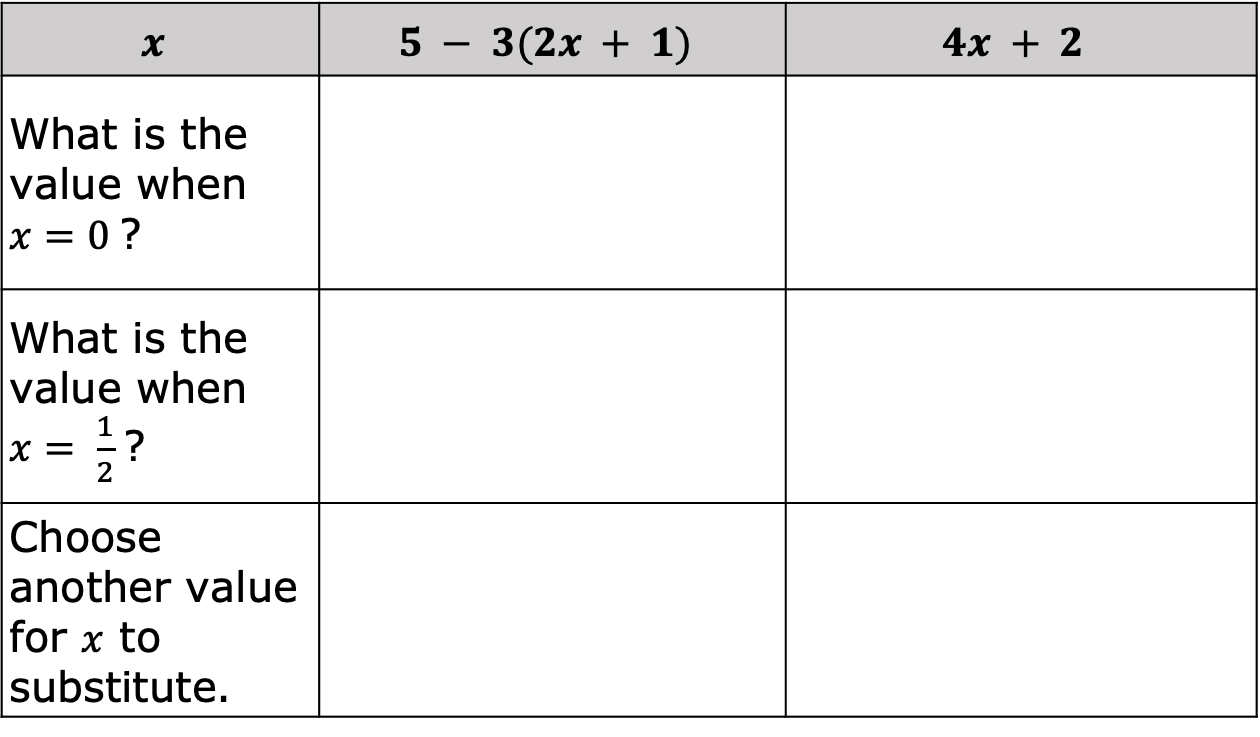 x 5 − 3(2x + 1) 4x + 2
What is the
value when
x = 0 ?
What is the
value when
x = 1/2 ?
Choose
another value
for x to
substitute.